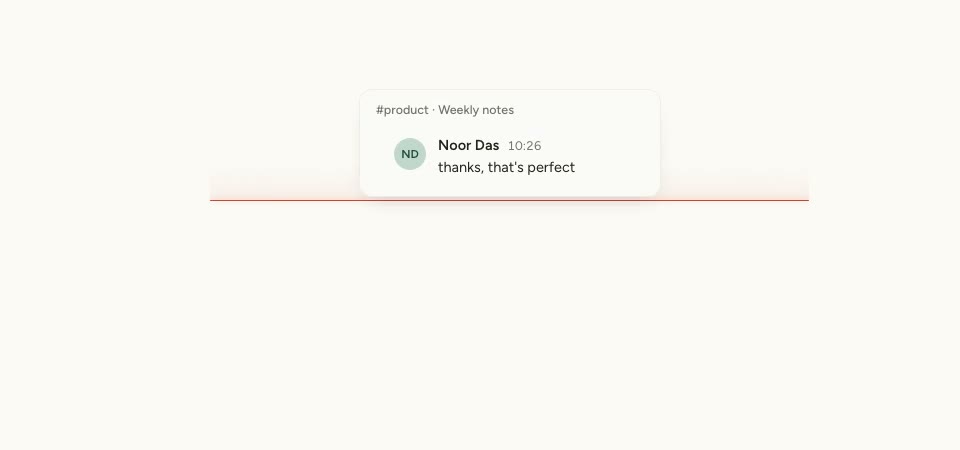 #product · Weekly notes
ND
Noor Das 10:26
thanks, that's perfect